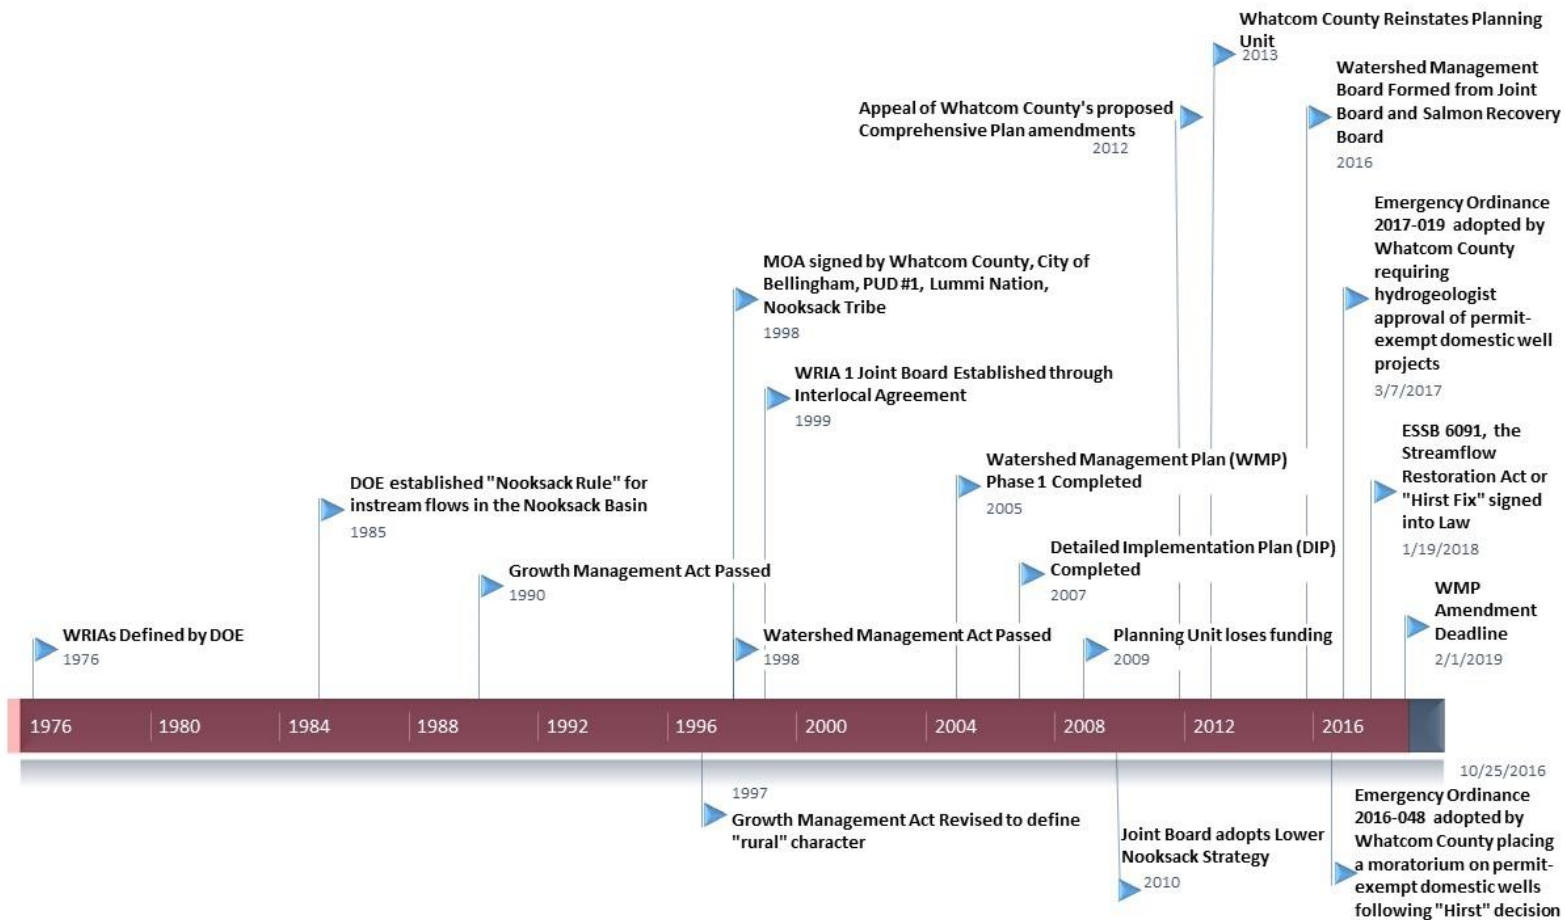 Whatcom County Reinstates Planning
Unit
2013
Watershed Management
Board Formed from Joint
Board and Salmon Recovery
Board
2016
Appeal of Whatcom County's proposed
Comprehensive Plan amendments
2012
Emergency Ordinance
2017-019 adopted by
Whatcom County
requiring
hydrogeologist
approval of permit-
exempt domestic well
projects
3/7/2017
MOA signed by Whatcom County, City of
Bellingham, PUD #1, Lummi Nation,
Nooksack Tribe
1998
WRIA 1 Joint Board Established through
Interlocal Agreement
1999
ESSB 6091, the
Streamflow
Restoration Act or
"Hirst Fix" signed
into Law
1/19/2018
Watershed Management Plan (WMP)
Phase 1 Completed
2005
DOE established "Nooksack Rule" for
instream flows in the Nooksack Basin
1985
Detailed Implementation Plan (DIP)
Completed
2007
Growth Management Act Passed
1990
WMP
Amendment
Deadline
2/1/2019
WRIAs Defined by DOE
1976
Watershed Management Act Passed
1998
Planning Unit loses funding
2009
1976 1980 1984 1988 1992 1996 2000 2004 2008 2012 2016
1997
Growth Management Act Revised to define
"rural" character
Joint Board adopts Lower
Nooksack Strategy
2010
10/25/2016
Emergency Ordinance
2016-048 adopted by
Whatcom County placing
a moratorium on permit-
exempt domestic wells
following "Hirst" decision